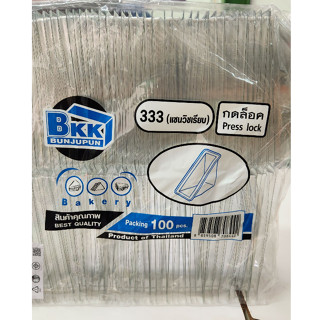 BKK
BUNJUPUN
333 (แซนวิชเรียบ)
กดล็อค
Press lock
Bakery
สินค้าคุณภาพ
BEST QUALITY
Packing 100 pcs.
Product of Thailand